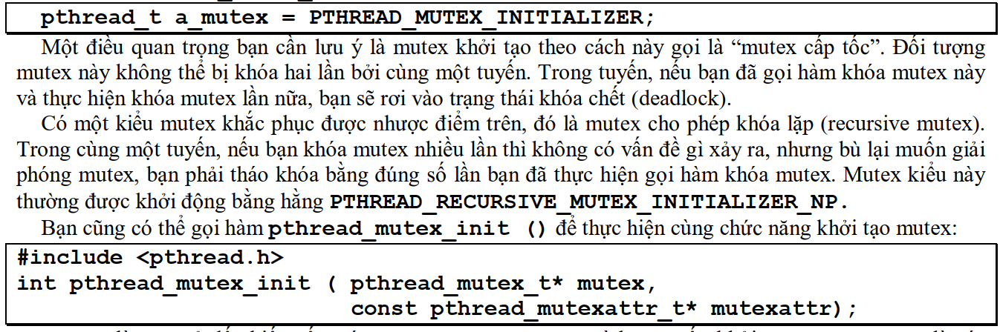 pthread_t a_mutex = PTHREAD_MUTEX_INITIALIZER;
Một điều quan trọng bạn cần lưu ý là mutex khởi tạo theo cách này gọi là “mutex cấp tốc”. Đối tượng
mutex này không thể bị khóa hai lần bởi cùng một tuyến. Trong tuyến, nếu bạn đã gọi hàm khóa mutex này
và thực hiện khóa mutex lần nữa, bạn sẽ rơi vào trạng thái khóa chết (deadlock).
Có một kiểu mutex khắc phục được nhược điểm trên, đó là mutex cho phép khóa lặp (recursive mutex).
Trong cùng một tuyến, nếu bạn khóa mutex nhiều lần thì không có vấn đề gì xảy ra, nhưng bù lại muốn giải
phóng mutex, bạn phải tháo khóa bằng đúng số lần bạn đã thực hiện gọi hàm khóa mutex. Mutex kiểu này
thường được khởi động bằng hằng PTHREAD_RECURSIVE_MUTEX_INITIALIZER_NP.
Bạn cũng có thể gọi hàm pthread_mutex_init () để thực hiện cùng chức năng khởi tạo mutex:
#include <pthread.h>
int pthread_mutex_init ( pthread_mutex_t* mutex,
const pthread_mutexattr_t* mutexattr);